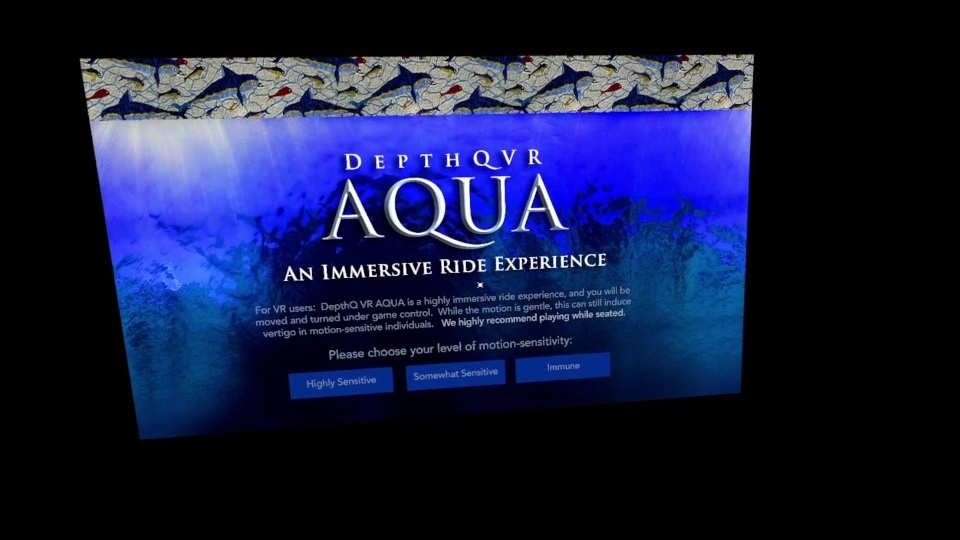 DEPTHQVR
AQUA
AN IMMERSIVE RIDE EXPERIENCE
For VR users: DepthQ VR AQUA is a highly immersive ride experience, and you will be
moved and turned under game control. While the motion is gentle, this can still induce
vertigo in motion-sensitive individuals. We highly recommend playing while seated.
Please choose your level of motion-sensitivity:
Highly Sensitive
Somewhat Sensitive
Immune